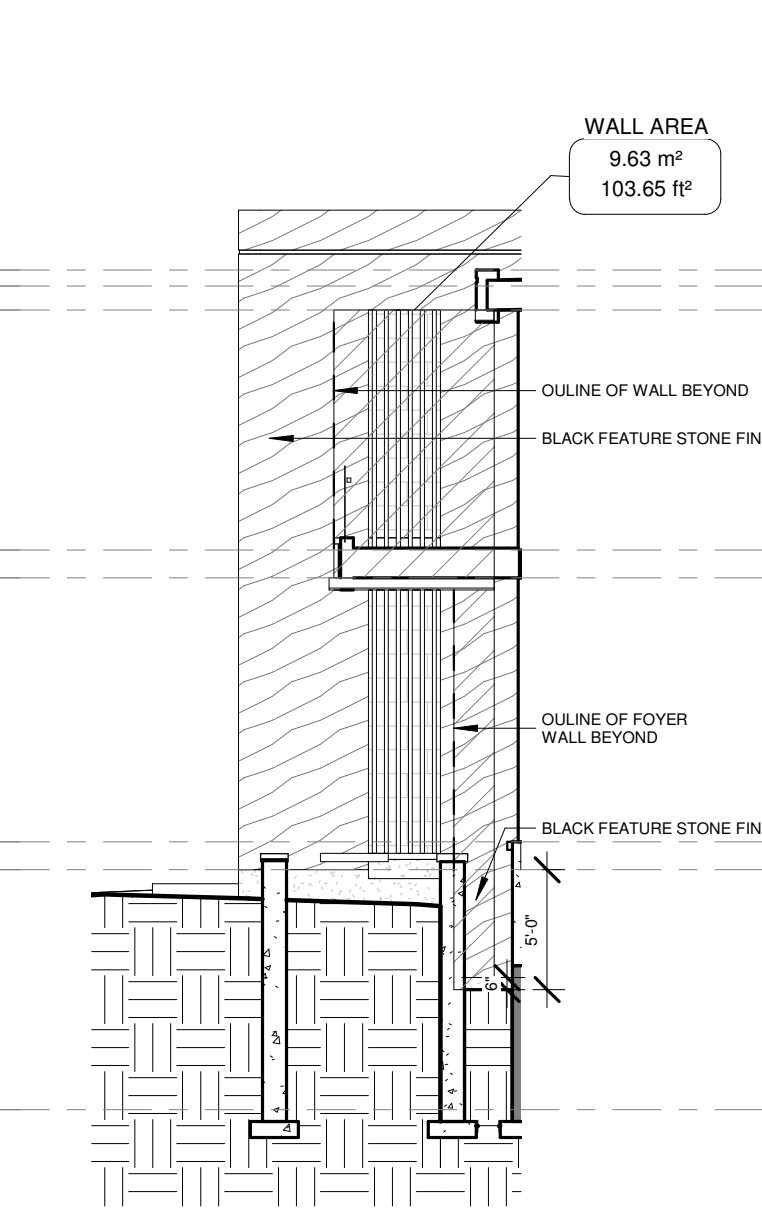 WALL AREA
9.63 m²
103.65 ft²
OULINE OF WALL BEYOND
BLACK FEATURE STONE FIN
OULINE OF FOYER
WALL BEYOND
BLACK FEATURE STONE FIN
5'-0"
6"